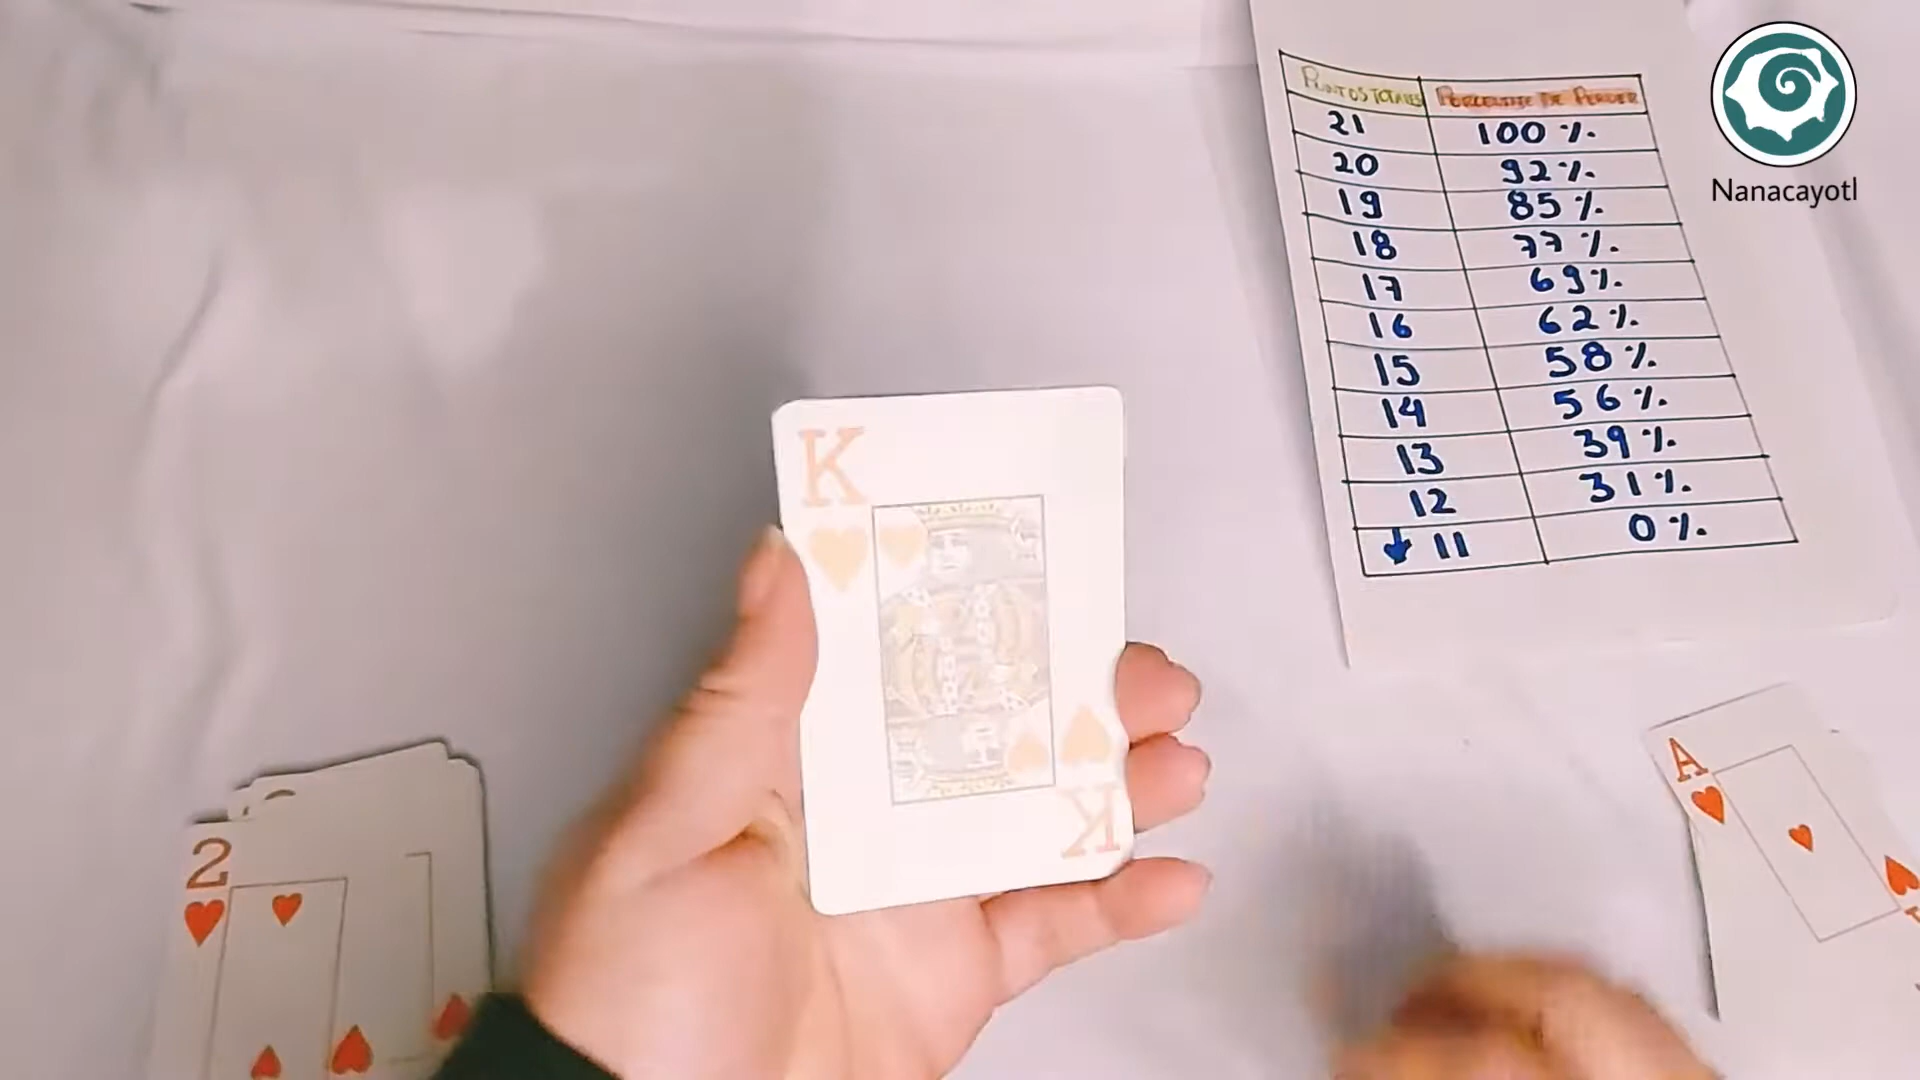 PUNTOS TOTALES PORCENTAJE DE PERDER
21 100 %
20 92 %
19 85 %
18 77 %
17 69 %
16 62 %
15 58 %
14 56 %
13 39 %
12 31 %
↓ 11 0 %
Nanacayotl
K
K
2
A